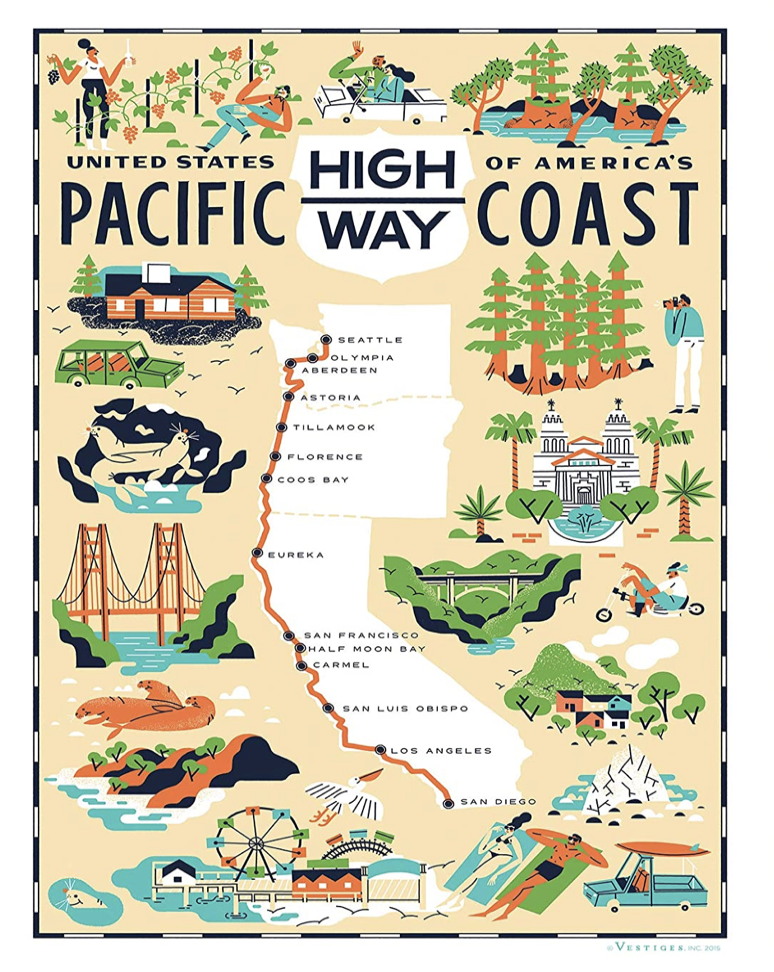 HIGH
UNITED STATES
OF AMERICA'S
PACIFIC
WAY
COAST
SEATTLE
OLYMPIA
ABERDEEN
ASTORIA
TILLAMOOK
FLORENCE
COOS BAY
EUREKA
SAN FRANCISCO
HALF MOON BAY
CARMEL
SAN LUIS OBISPO
LOS ANGELES
SAN DIEGO
© VESTIGES, INC. 2015